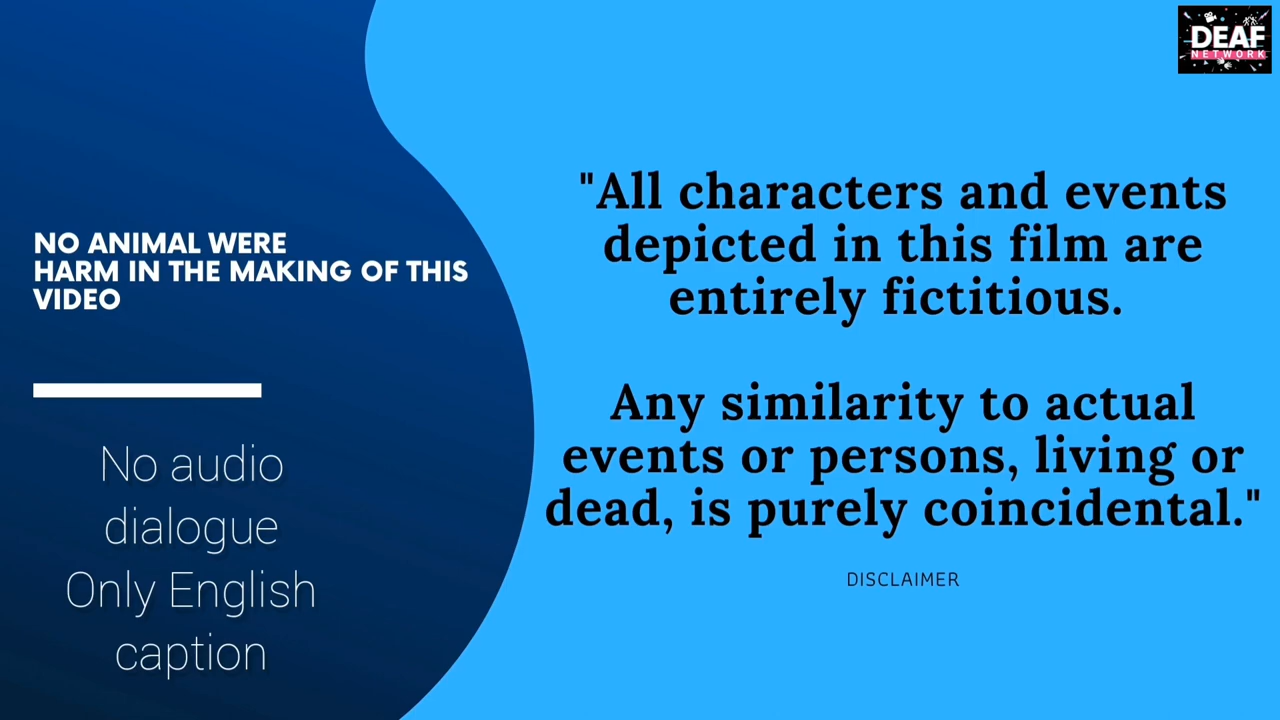 DEAF
NETWORK
NO ANIMAL WERE
HARM IN THE MAKING OF THIS
VIDEO
No audio
dialogue
Only English
caption
"All characters and events
depicted in this film are
entirely fictitious.
Any similarity to actual
events or persons, living or
dead, is purely coincidental."
DISCLAIMER